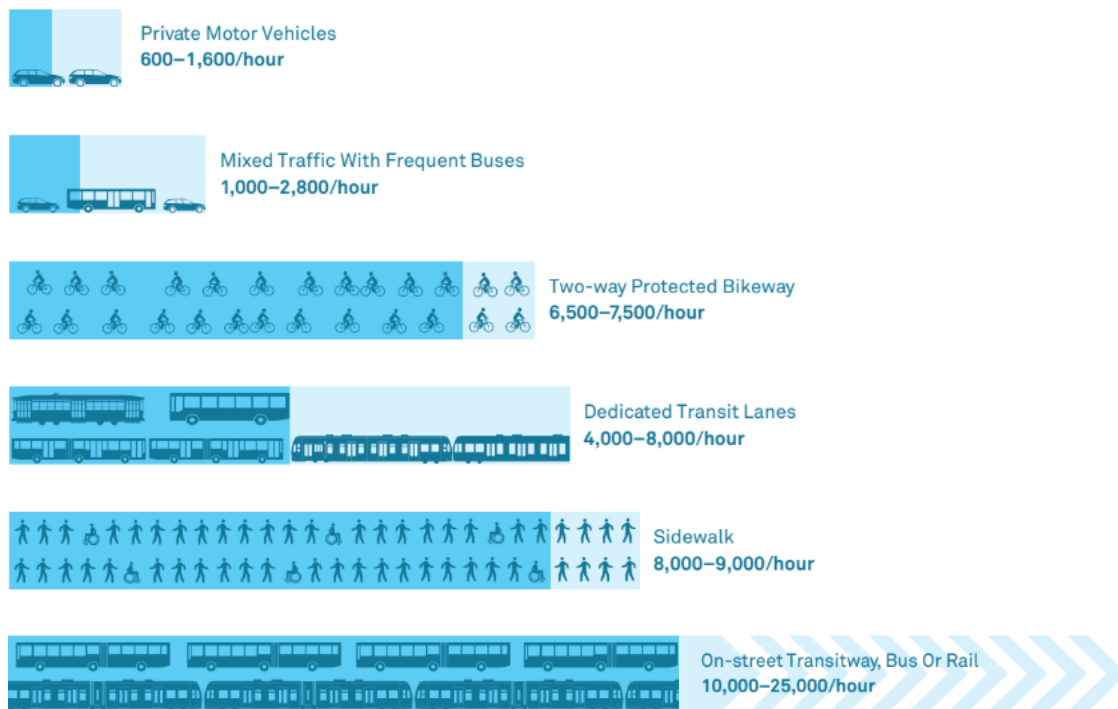 Private Motor Vehicles
600–1,600/hour
Mixed Traffic With Frequent Buses
1,000–2,800/hour
Two-way Protected Bikeway
6,500–7,500/hour
Dedicated Transit Lanes
4,000–8,000/hour
Sidewalk
8,000–9,000/hour
On-street Transitway, Bus Or Rail
10,000–25,000/hour